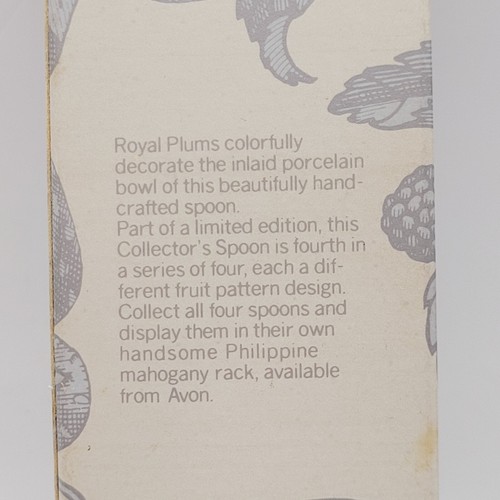 Royal Plums colorfully
decorate the inlaid porcelain
bowl of this beautifully hand-
crafted spoon.
Part of a limited edition, this
Collector's Spoon is fourth in
a series of four, each a dif-
ferent fruit pattern design.
Collect all four spoons and
display them in their own
handsome Philippine
mahogany rack, available
from Avon.